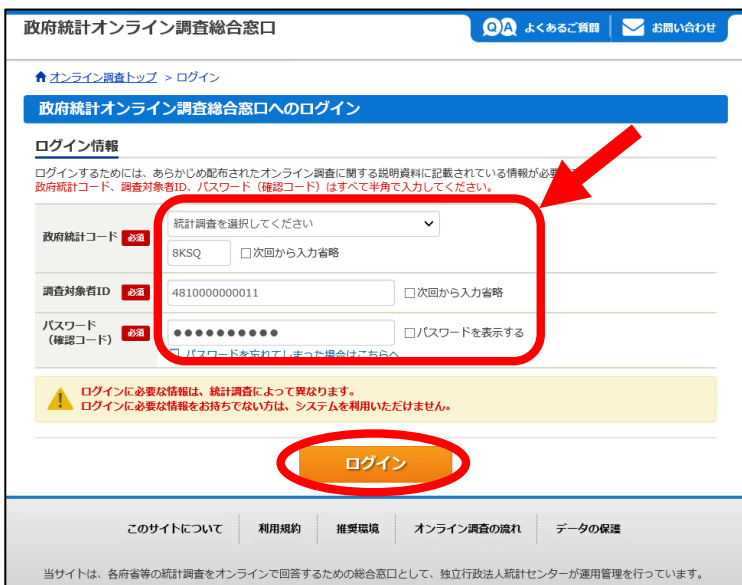 政府統計オンライン調査総合窓口
QA よくあるご質問
お問い合わせ
オンライン調査トップ > ログイン
政府統計オンライン調査総合窓口へのログイン
ログイン情報
ログインするためには、あらかじめ配布されたオンライン調査に関する説明資料に記載されている情報が必要
政府統計コード、調査対象者ID、パスワード（確認コード）はすべて半角で入力してください。
政府統計コード 必須
統計調査を選択してください
8KSQ □次回から入力省略
調査対象者ID 必須 4810000000011 □次回から入力省略
パスワード
（確認コード） 必須 ●●●●●●●●●● □パスワードを表示する
パスワードを忘れてしまった場合はこちらへ
ログインに必要な情報は、統計調査によって異なります。
ログインに必要な情報をお持ちでない方は、システムを利用いただけません。
ログイン
このサイトについて 利用規約 推奨環境 オンライン調査の流れ データの保護
当サイトは、各府省等の統計調査をオンラインで回答するための総合窓口として、独立行政法人統計センターが運用管理を行っています。